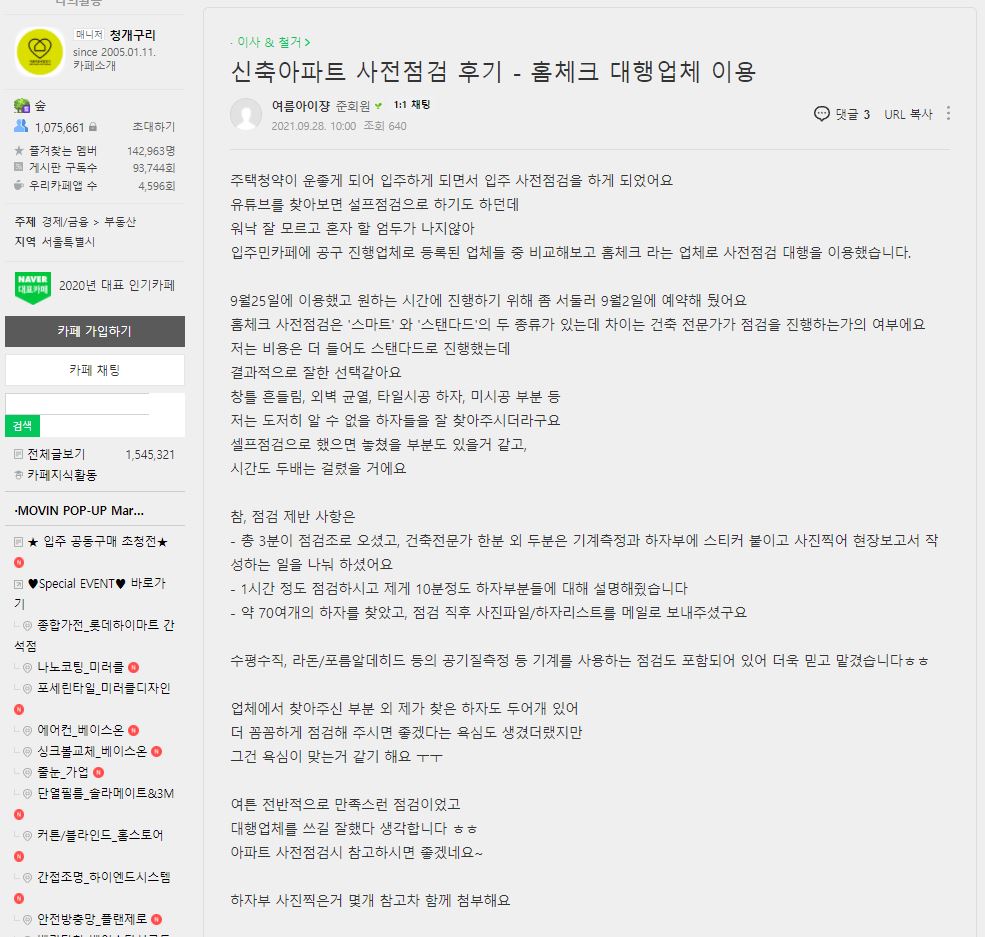 매니저 청개구리
since 2005.01.11.
카페소개
숲
1,075,661 초대하기
즐겨찾는 멤버 142,963명
게시판 구독수 93,744회
우리카페앱 수 4,596회
주제 경제/금융 > 부동산
지역 서울특별시
NAVER
대표카페
2020년 대표 인기카페
카페 가입하기
카페 채팅
검색
전체글보기 1,545,321
카페지식활동
·MOVIN POP-UP Mar...
★ 입주 공동구매 초청전★
N
♥Special EVENT♥ 바로가
기
종합가전_롯데하이마트 간
석점
나노코팅_미러클 N
포세린타일_미러클디자인
N
에어컨_베이스온 N
싱크볼교체_베이스온 N
줄눈_가업 N
단열필름_솔라메이트&3M
N
커튼/블라인드_홈스토어
N
간접조명_하이엔드시스템
N
안전방충망_플랜제로 N
· 이사 & 철거 >
신축아파트 사전점검 후기 - 홈체크 대행업체 이용
여름아이쟝 준회원 1:1 채팅
2021.09.28. 10:00 조회 640
댓글 3 URL 복사
주택청약이 운좋게 되어 입주하게 되면서 입주 사전점검을 하게 되었어요
유튜브를 찾아보면 설프점검으로 하기도 하던데
워낙 잘 모르고 혼자 할 엄두가 나지않아
입주민카페에 공구 진행업체로 등록된 업체들 중 비교해보고 홈체크 라는 업체로 사전점검 대행을 이용했습니다.
9월25일에 이용했고 원하는 시간에 진행하기 위해 좀 서둘러 9월2일에 예약해 뒀어요
홈체크 사전점검은 '스마트' 와 '스탠다드'의 두 종류가 있는데 차이는 건축 전문가가 점검을 진행하는가의 여부에요
저는 비용은 더 들어도 스탠다드로 진행했는데
결과적으로 잘한 선택같아요
창틀 흔들림, 외벽 균열, 타일시공 하자, 미시공 부분 등
저는 도저히 알 수 없을 하자들을 잘 찾아주시더라구요
셀프점검으로 했으면 놓쳤을 부분도 있을거 같고,
시간도 두배는 걸렸을 거에요
참, 점검 제반 사항은
- 총 3분이 점검조로 오셨고, 건축전문가 한분 외 두분은 기계측정과 하자부에 스티커 붙이고 사진찍어 현장보고서 작
성하는 일을 나눠 하셨어요
- 1시간 정도 점검하시고 제게 10분정도 하자부분들에 대해 설명해줬습니다
- 약 70여개의 하자를 찾았고, 점검 직후 사진파일/하자리스트를 메일로 보내주셨구요
수평수직, 라돈/포름알데히드 등의 공기질측정 등 기계를 사용하는 점검도 포함되어 있어 더욱 믿고 맡겼습니다ㅎㅎ
업체에서 찾아주신 부분 외 제가 찾은 하자도 두어개 있어
더 꼼꼼하게 점검해 주시면 좋겠다는 욕심도 생겼더랬지만
그건 욕심이 맞는거 같기 해요 ㅜㅜ
여튼 전반적으로 만족스런 점검이었고
대행업체를 쓰길 잘했다 생각합니다 ㅎㅎ
아파트 사전점검시 참고하시면 좋겠네요~
하자부 사진찍은거 몇개 참고차 함께 첨부해요